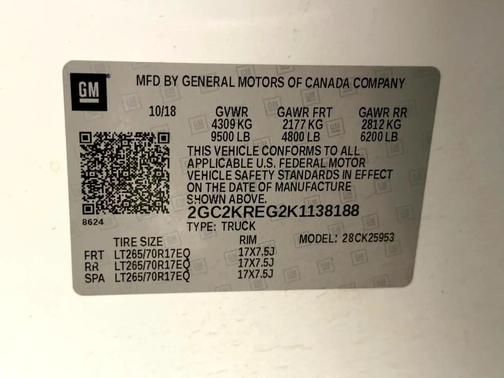 GM
MFD BY GENERAL MOTORS OF CANADA COMPANY
10/18 GVWR GAWR FRT GAWR RR
4309 KG 2177 KG 2812 KG
9500 LB 4800 LB 6200 LB
THIS VEHICLE CONFORMS TO ALL
APPLICABLE U.S. FEDERAL MOTOR
VEHICLE SAFETY STANDARDS IN EFFECT
ON THE DATE OF MANUFACTURE
SHOWN ABOVE.
8624 2GC2KREG2K1138188
TYPE: TRUCK MODEL: 28CK25953
TIRE SIZE RIM
FRT LT265/70R17EQ 17X7.5J
RR LT265/70R17EQ 17X7.5J
SPA LT265/70R17EQ 17X7.5J